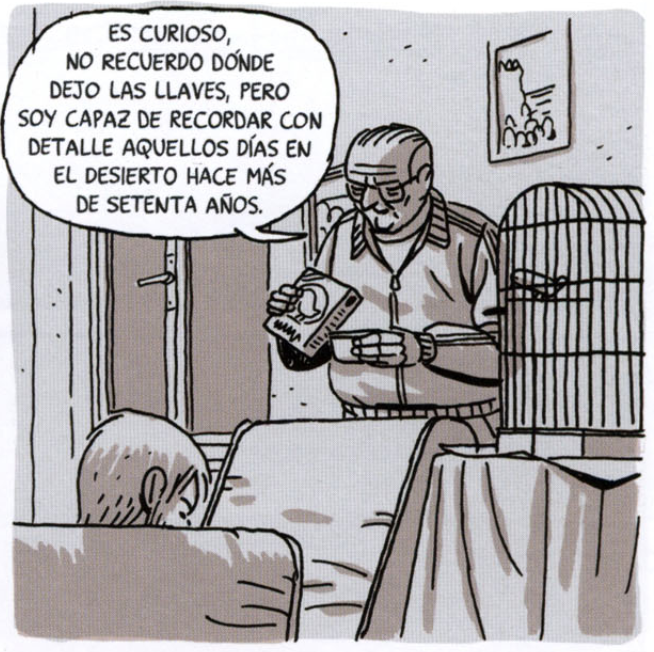 ES CURIOSO,
NO RECUERDO DÓNDE
DEJO LAS LLAVES, PERO
SOY CAPAZ DE RECORDAR CON
DETALLE AQUELLOS DÍAS EN
EL DESIERTO HACE MÁS
DE SETENTA AÑOS.